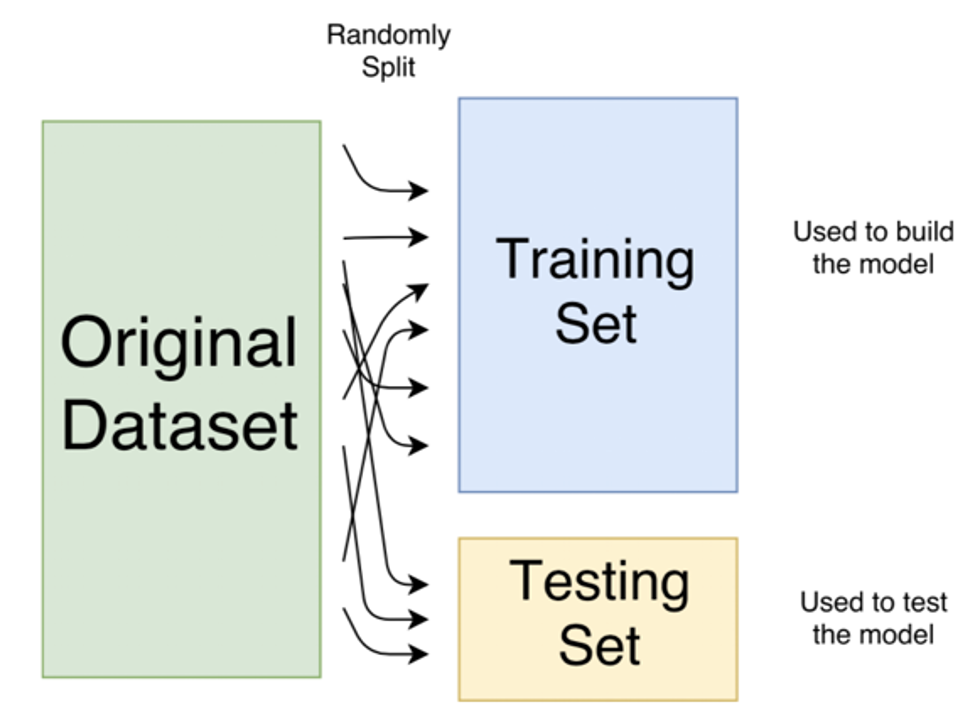 Randomly
Split
Original
Dataset
Training
Set
Used to build
the model
Testing
Set
Used to test
the model